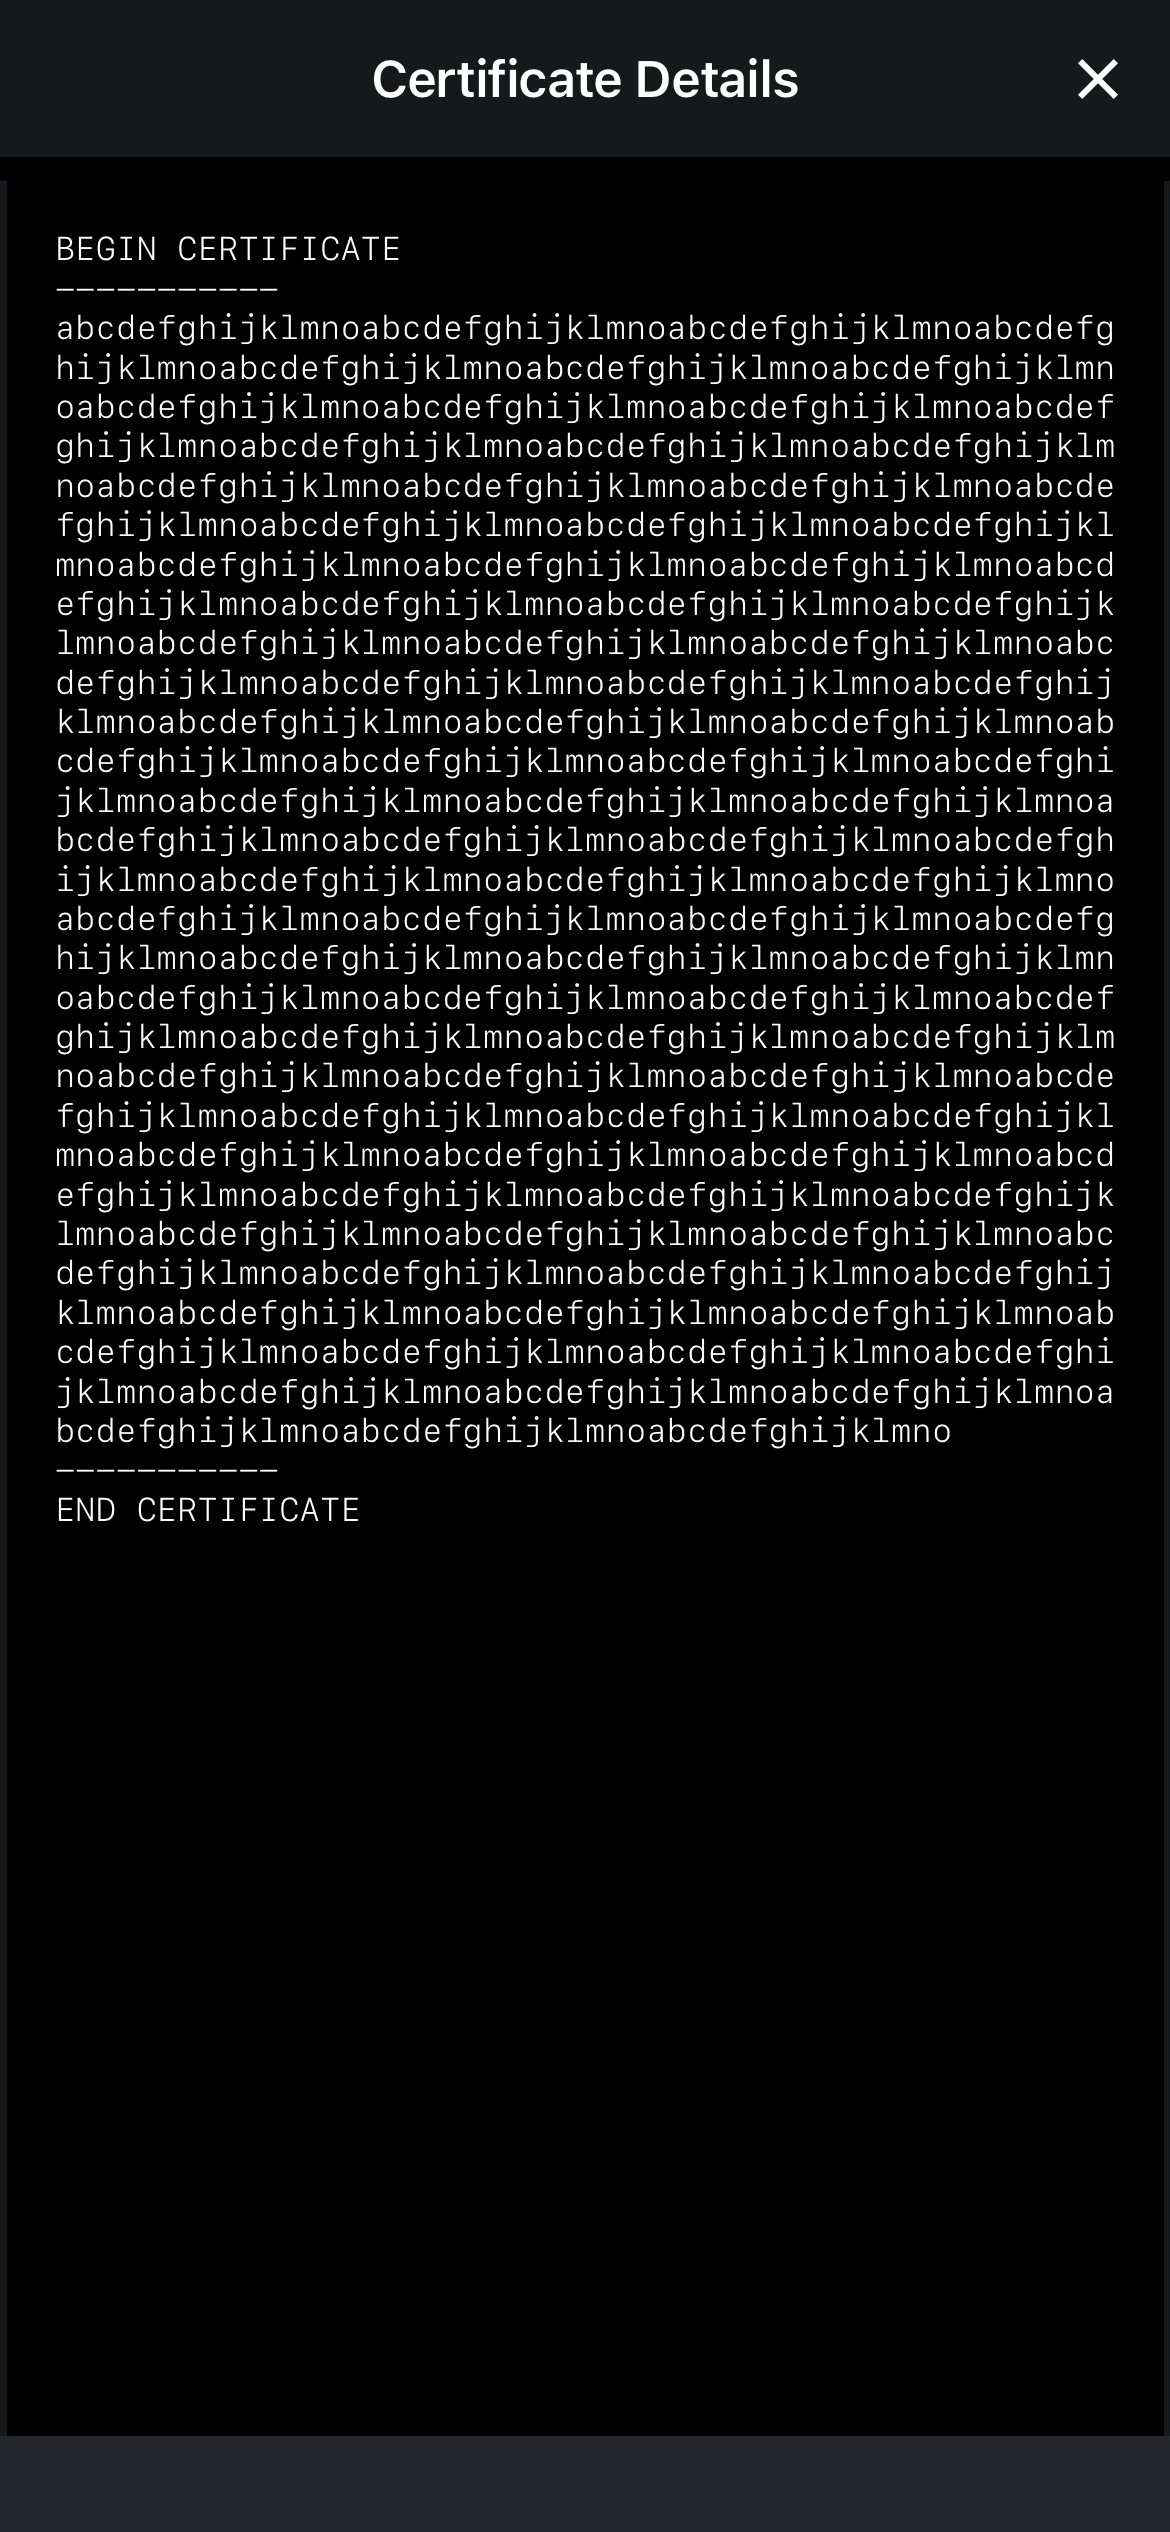 Certificate Details
BEGIN CERTIFICATE
-----------
abcdefghijklmnoabcdefghijklmnoabcdefghijklmnoabcdefg
hijklmnoabcdefghijklmnoabcdefghijklmnoabcdefghijklmn
oabcdefghijklmnoabcdefghijklmnoabcdefghijklmnoabcdef
ghijklmnoabcdefghijklmnoabcdefghijklmnoabcdefghijklm
noabcdefghijklmnoabcdefghijklmnoabcdefghijklmnoabcde
fghijklmnoabcdefghijklmnoabcdefghijklmnoabcdefghijkl
mnoabcdefghijklmnoabcdefghijklmnoabcdefghijklmnoabcd
efghijklmnoabcdefghijklmnoabcdefghijklmnoabcdefghijk
lmnoabcdefghijklmnoabcdefghijklmnoabcdefghijklmnoabc
defghijklmnoabcdefghijklmnoabcdefghijklmnoabcdefghij
klmnoabcdefghijklmnoabcdefghijklmnoabcdefghijklmnoab
cdefghijklmnoabcdefghijklmnoabcdefghijklmnoabcdefghi
jklmnoabcdefghijklmnoabcdefghijklmnoabcdefghijklmnoa
bcdefghijklmnoabcdefghijklmnoabcdefghijklmnoabcdefgh
ijklmnoabcdefghijklmnoabcdefghijklmnoabcdefghijklmno
abcdefghijklmnoabcdefghijklmnoabcdefghijklmnoabcdefg
hijklmnoabcdefghijklmnoabcdefghijklmnoabcdefghijklmn
oabcdefghijklmnoabcdefghijklmnoabcdefghijklmnoabcdef
ghijklmnoabcdefghijklmnoabcdefghijklmnoabcdefghijklm
noabcdefghijklmnoabcdefghijklmnoabcdefghijklmnoabcde
fghijklmnoabcdefghijklmnoabcdefghijklmnoabcdefghijkl
mnoabcdefghijklmnoabcdefghijklmnoabcdefghijklmnoabcd
efghijklmnoabcdefghijklmnoabcdefghijklmnoabcdefghijk
lmnoabcdefghijklmnoabcdefghijklmnoabcdefghijklmnoabc
defghijklmnoabcdefghijklmnoabcdefghijklmnoabcdefghij
klmnoabcdefghijklmnoabcdefghijklmnoabcdefghijklmnoab
cdefghijklmnoabcdefghijklmnoabcdefghijklmnoabcdefghi
jklmnoabcdefghijklmnoabcdefghijklmnoabcdefghijklmnoa
bcdefghijklmnoabcdefghijklmnoabcdefghijklmno
-----------
END CERTIFICATE